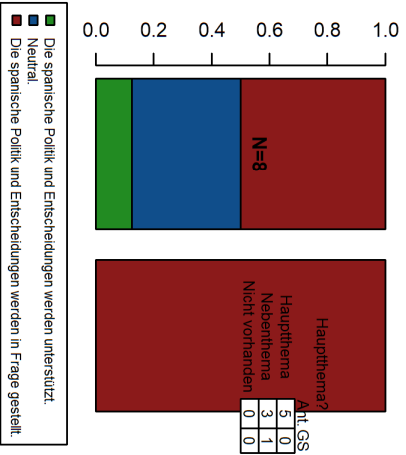 0.0 0.2 0.4 0.6 0.8 1.0
N=8
Hauptthema?
Ant. GS
Hauptthema 5 0
Nebenthema 3 1
Nicht vorhanden 0 0
Die spanische Politik und Entscheidungen werden unterstützt.
Neutral.
Die spanische Politik und Entscheidungen werden in Frage gestellt.